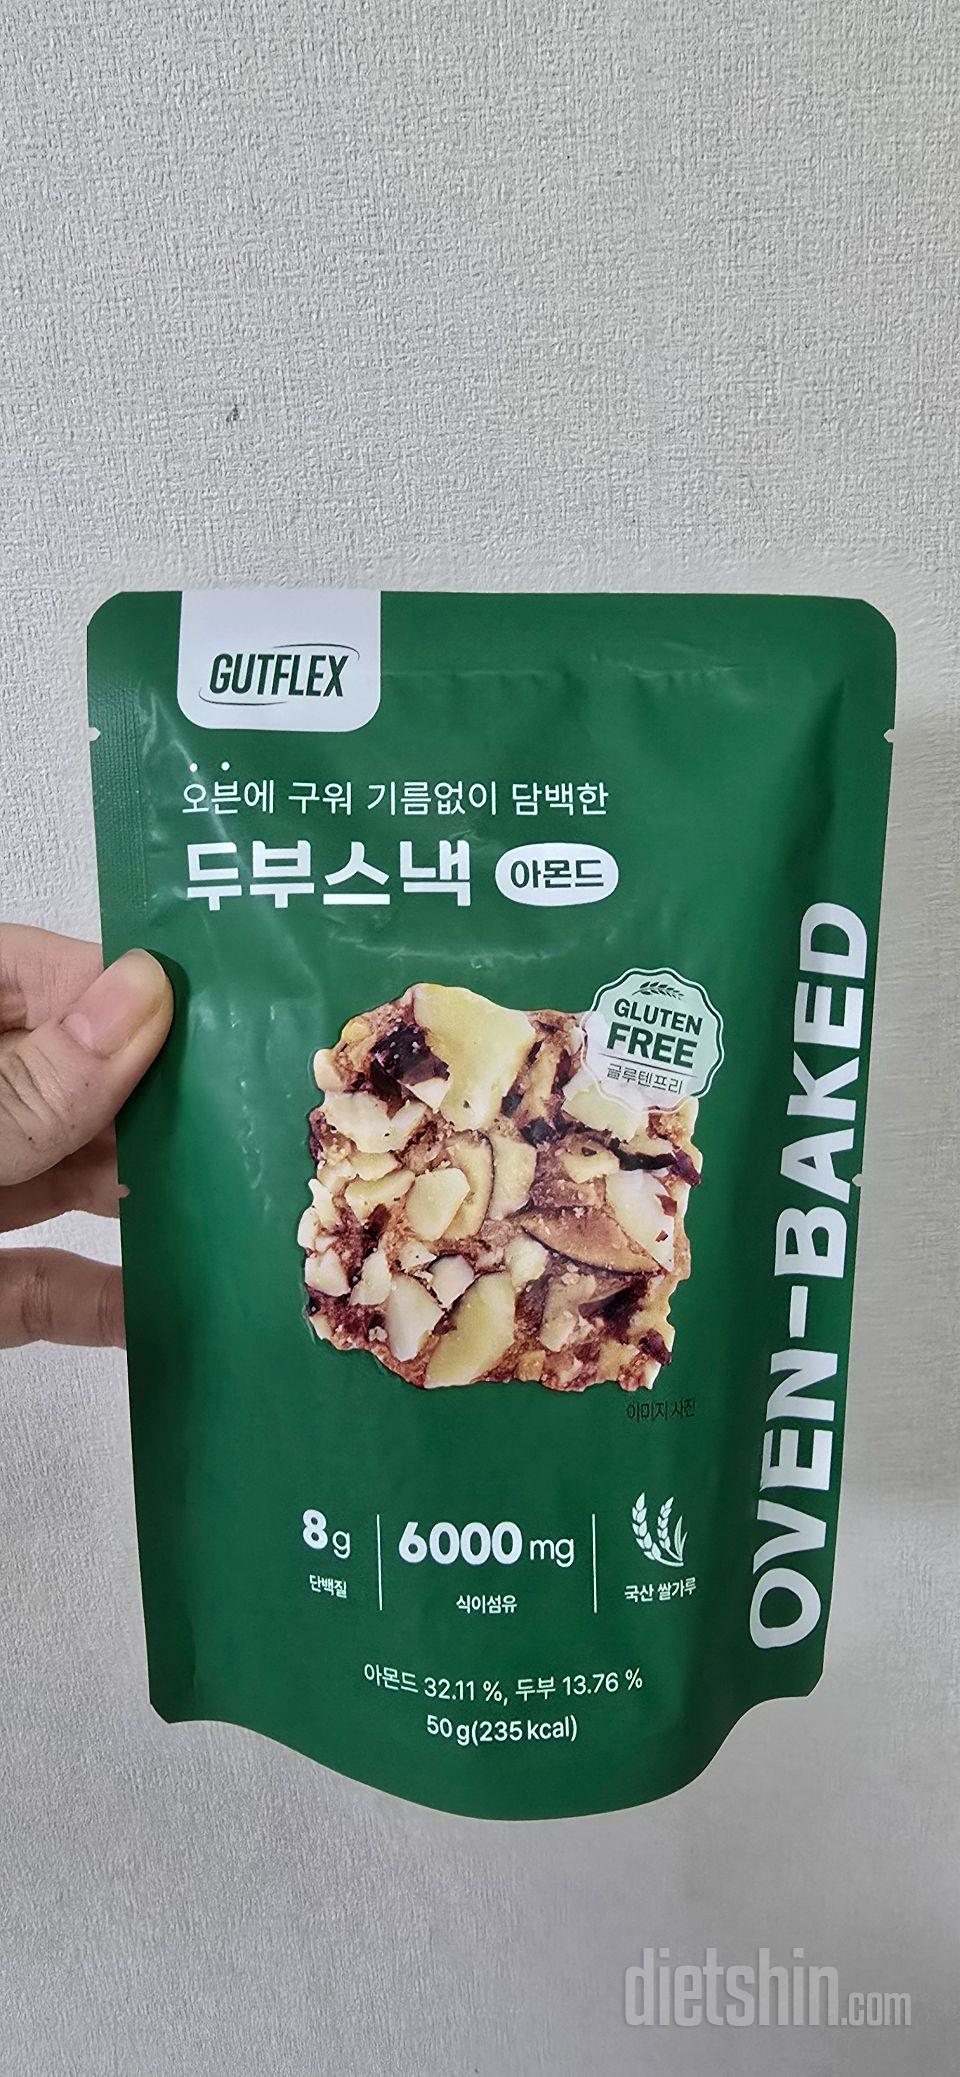 GUTFLEX
오븐에 구워 기름없이 담백한
두부스낵 아몬드
GLUTEN
FREE
글루텐프리
OVEN-BAKED
이미지 사진
8g
단백질
6000mg
식이섬유
국산 쌀가루
아몬드 32.11 %, 두부 13.76 %
50g(235kcal)
dietshin.com